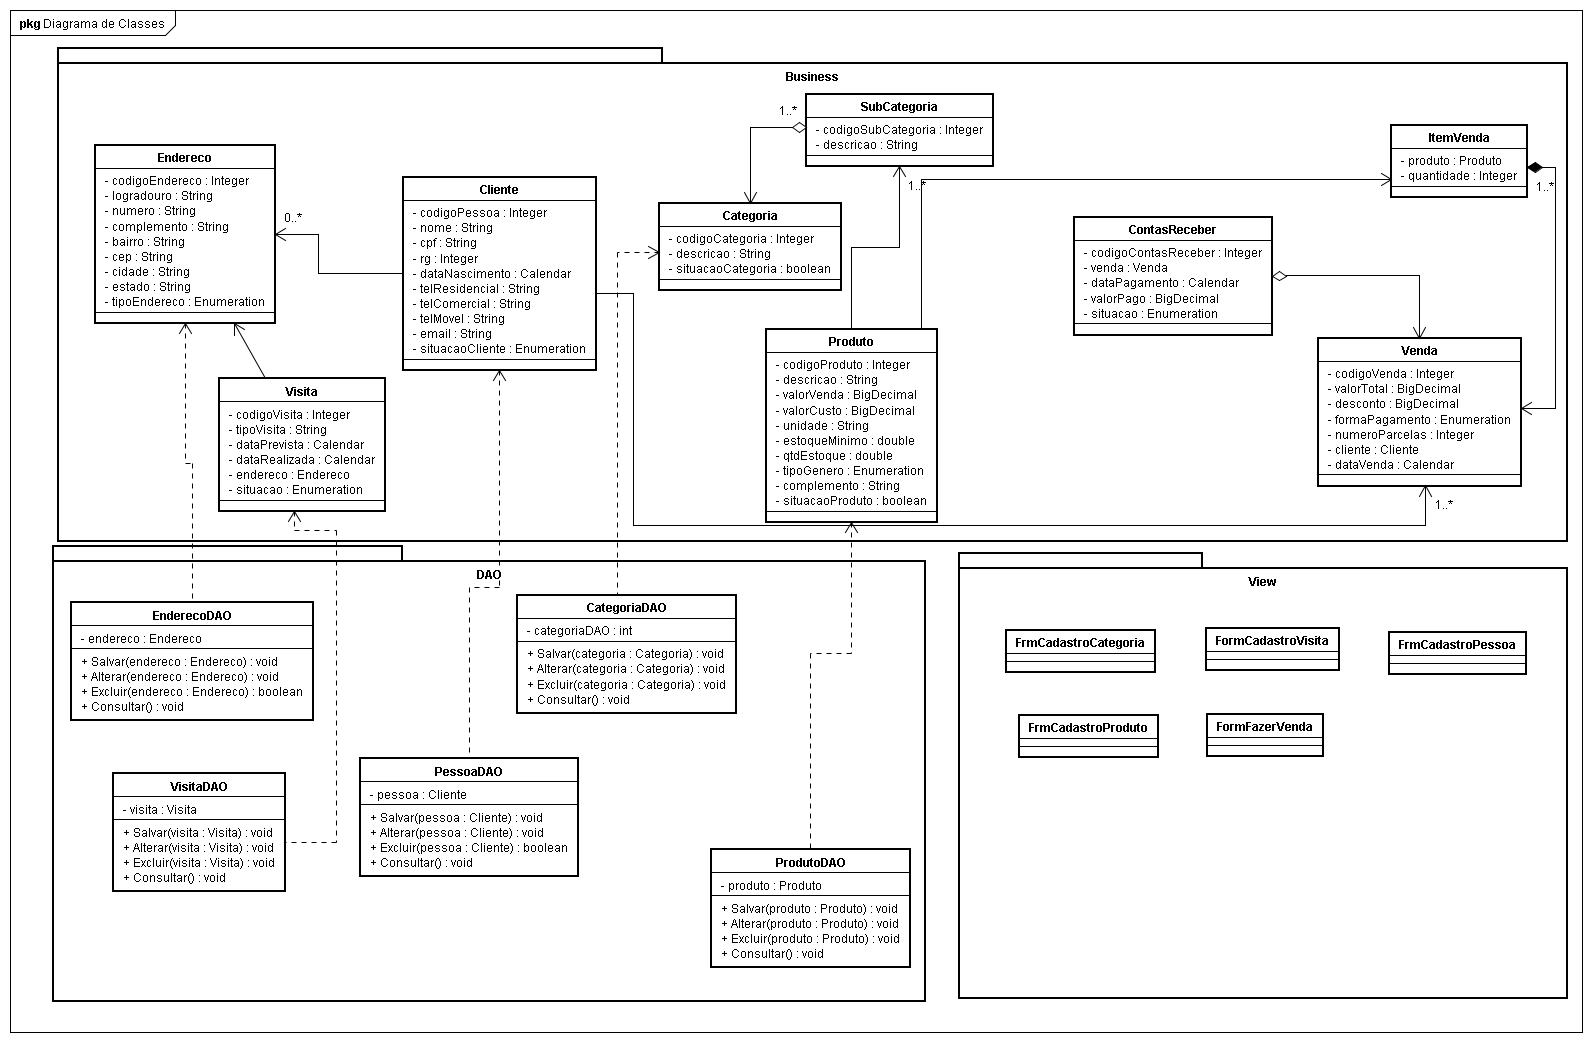 pkg Diagrama de Classes
Business
Endereco
- codigoEndereco : Integer
- logradouro : String
- numero : String
- complemento : String
- bairro : String
- cep : String
- cidade : String
- estado : String
- tipoEndereco : Enumeration
0..*
Cliente
- codigoPessoa : Integer
- nome : String
- cpf : String
- rg : Integer
- dataNascimento : Calendar
- telResidencial : String
- telComercial : String
- telMovel : String
- email : String
- situacaoCliente : Enumeration
Visita
- codigoVisita : Integer
- tipoVisita : String
- dataPrevista : Calendar
- dataRealizada : Calendar
- endereco : Endereco
- situacao : Enumeration
1..*
SubCategoria
- codigoSubCategoria : Integer
- descricao : String
1..*
Categoria
- codigoCategoria : Integer
- descricao : String
- situacaoCategoria : boolean
Produto
- codigoProduto : Integer
- descricao : String
- valorVenda : BigDecimal
- valorCusto : BigDecimal
- unidade : String
- estoqueMinimo : double
- qtdEstoque : double
- tipoGenero : Enumeration
- complemento : String
- situacaoProduto : boolean
ItemVenda
- produto : Produto
- quantidade : Integer
1..*
ContasReceber
- codigoContasReceber : Integer
- venda : Venda
- dataPagamento : Calendar
- valorPago : BigDecimal
- situacao : Enumeration
Venda
- codigoVenda : Integer
- valorTotal : BigDecimal
- desconto : BigDecimal
- formaPagamento : Enumeration
- numeroParcelas : Integer
- cliente : Cliente
- dataVenda : Calendar
1..*
DAO
EnderecoDAO
- endereco : Endereco
+ Salvar(endereco : Endereco) : void
+ Alterar(endereco : Endereco) : void
+ Excluir(endereco : Endereco) : boolean
+ Consultar() : void
CategoriaDAO
- categoriaDAO : int
+ Salvar(categoria : Categoria) : void
+ Alterar(categoria : Categoria) : void
+ Excluir(categoria : Categoria) : void
+ Consultar() : void
VisitaDAO
- visita : Visita
+ Salvar(visita : Visita) : void
+ Alterar(visita : Visita) : void
+ Excluir(visita : Visita) : void
+ Consultar() : void
PessoaDAO
- pessoa : Cliente
+ Salvar(pessoa : Cliente) : void
+ Alterar(pessoa : Cliente) : void
+ Excluir(pessoa : Cliente) : boolean
+ Consultar() : void
ProdutoDAO
- produto : Produto
+ Salvar(produto : Produto) : void
+ Alterar(produto : Produto) : void
+ Excluir(produto : Produto) : void
+ Consultar() : void
View
FrmCadastroCategoria
FormCadastroVisita
FrmCadastroPessoa
FrmCadastroProduto
FormFazerVenda